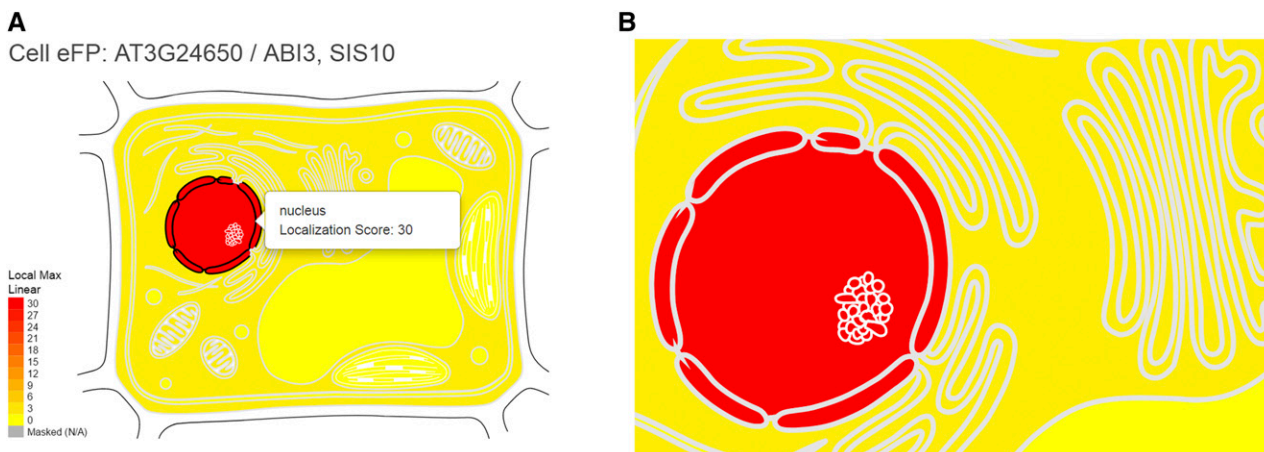 A
Cell eFP: AT3G24650 / ABI3, SIS10
nucleus
Localization Score: 30
Local Max
Linear
30
27
24
21
18
15
12
9
6
3
0
Masked (N/A)
B